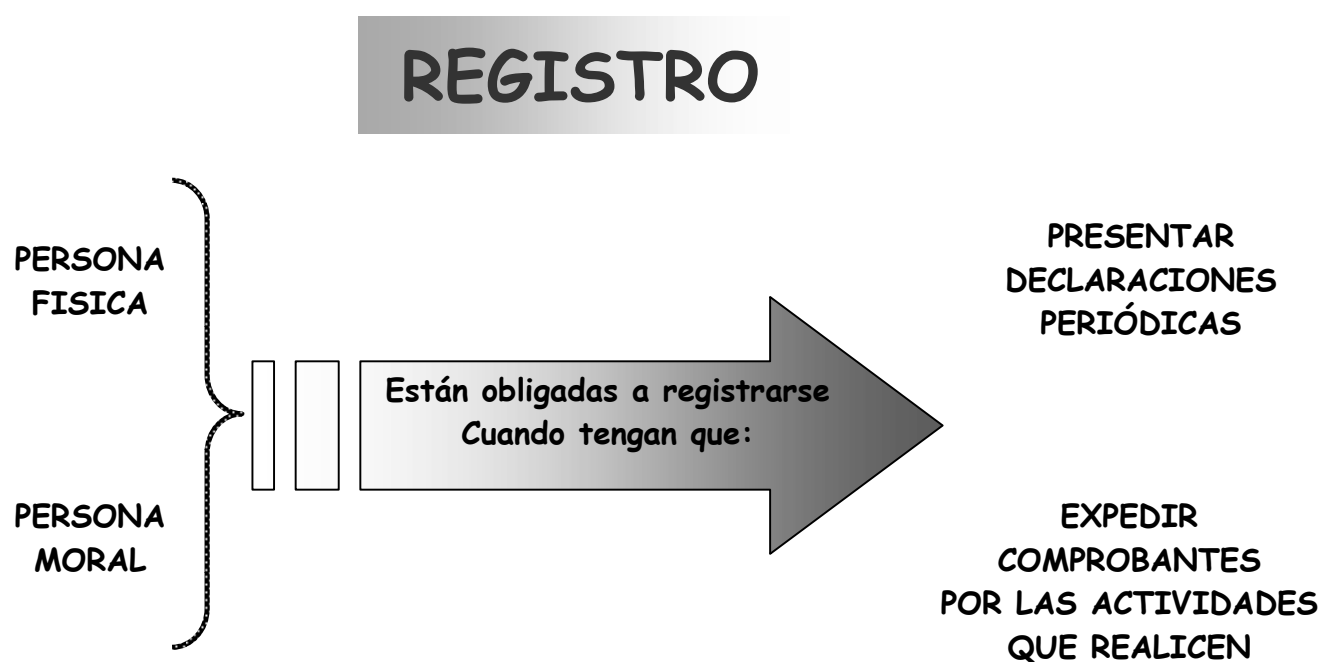 REGISTRO
PERSONA
FISICA
PERSONA
MORAL
Están obligadas a registrarse
Cuando tengan que:
PRESENTAR
DECLARACIONES
PERIÓDICAS
EXPEDIR
COMPROBANTES
POR LAS ACTIVIDADES
QUE REALICEN